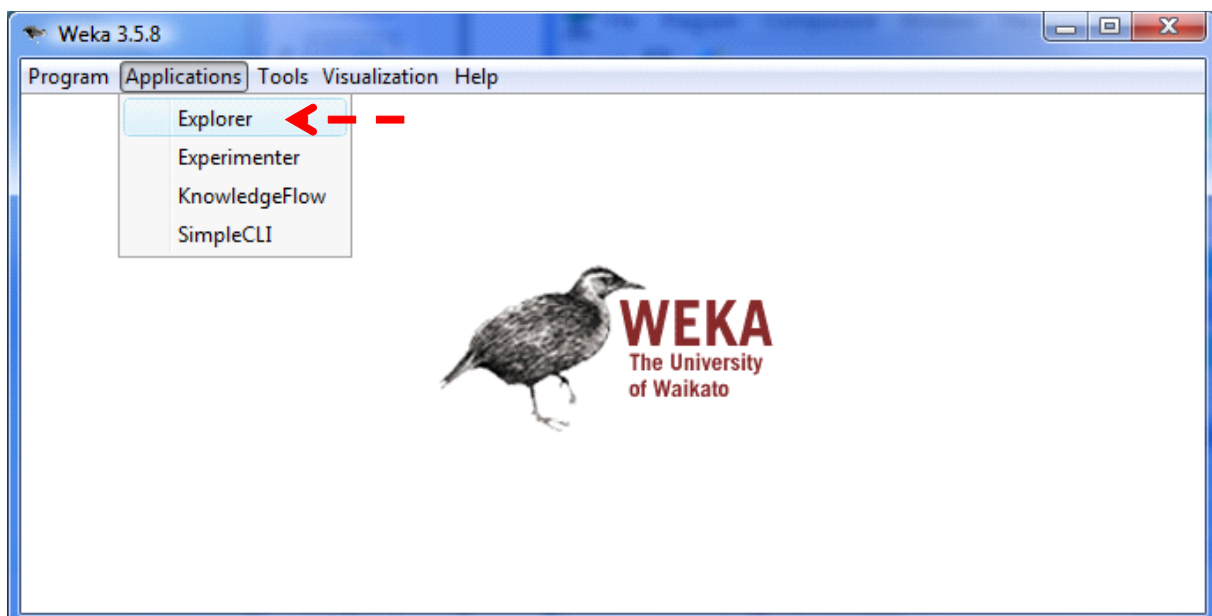 Weka 3.5.8
Program Applications Tools Visualization Help
Explorer
Experimenter
KnowledgeFlow
SimpleCLI
WEKA
The University
of Waikato